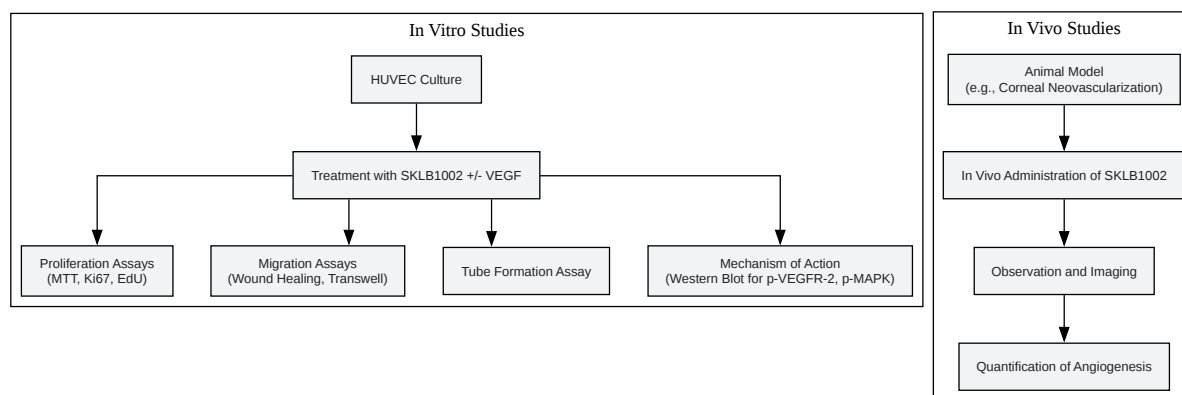 In Vitro Studies
HUVEC Culture
Treatment with SKLB1002 +/- VEGF
Proliferation Assays
(MTT, Ki67, EdU)
Migration Assays
(Wound Healing, Transwell)
Tube Formation Assay
Mechanism of Action
(Western Blot for p-VEGFR-2, p-MAPK)
In Vivo Studies
Animal Model
(e.g., Corneal Neovascularization)
In Vivo Administration of SKLB1002
Observation and Imaging
Quantification of Angiogenesis